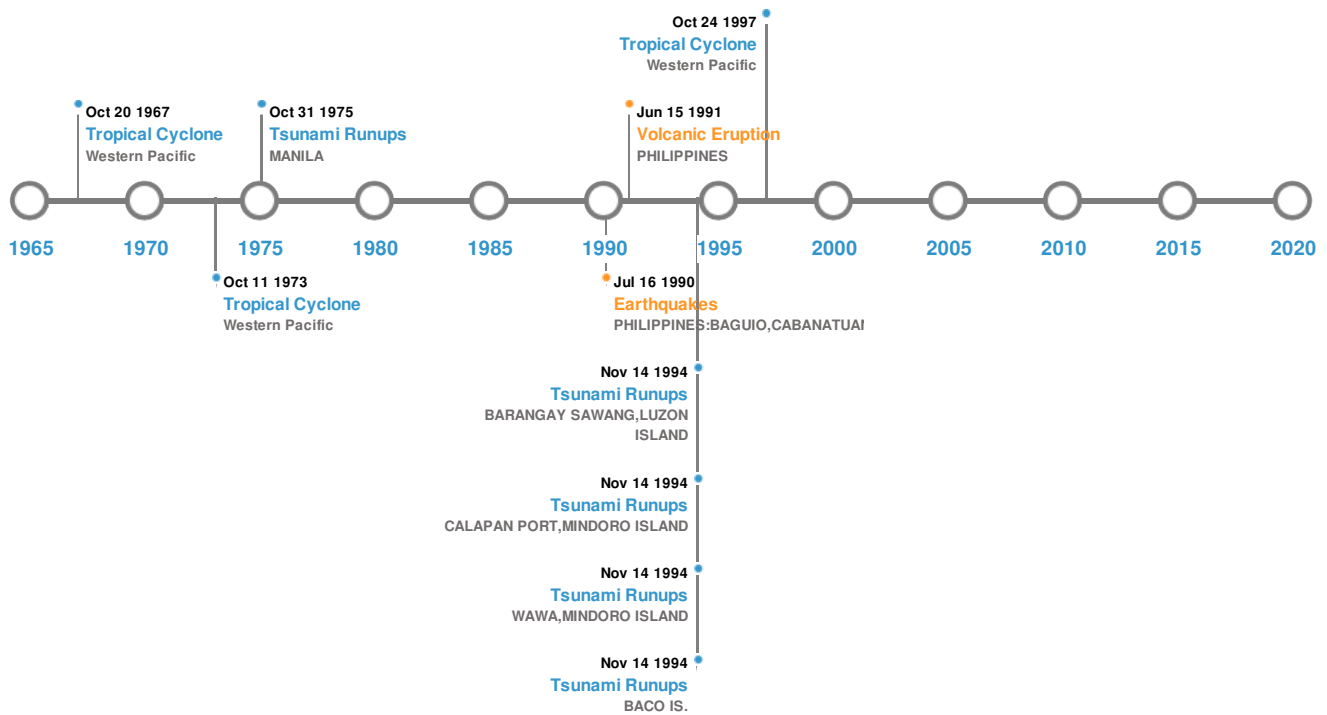 Oct 24 1997
Tropical Cyclone
Western Pacific
Oct 20 1967
Tropical Cyclone
Western Pacific
Oct 31 1975
Tsunami Runups
MANILA
Jun 15 1991
Volcanic Eruption
PHILIPPINES
1965 1970 1975 1980 1985 1990 1995 2000 2005 2010 2015 2020
Oct 11 1973
Tropical Cyclone
Western Pacific
Jul 16 1990
Earthquakes
PHILIPPINES:BAGUIO,CABANATUA
Nov 14 1994
Tsunami Runups
BARANGAY SAWANG,LUZON
ISLAND
Nov 14 1994
Tsunami Runups
CALAPAN PORT,MINDORO ISLAND
Nov 14 1994
Tsunami Runups
WAWA,MINDORO ISLAND
Nov 14 1994
Tsunami Runups
BACO IS.